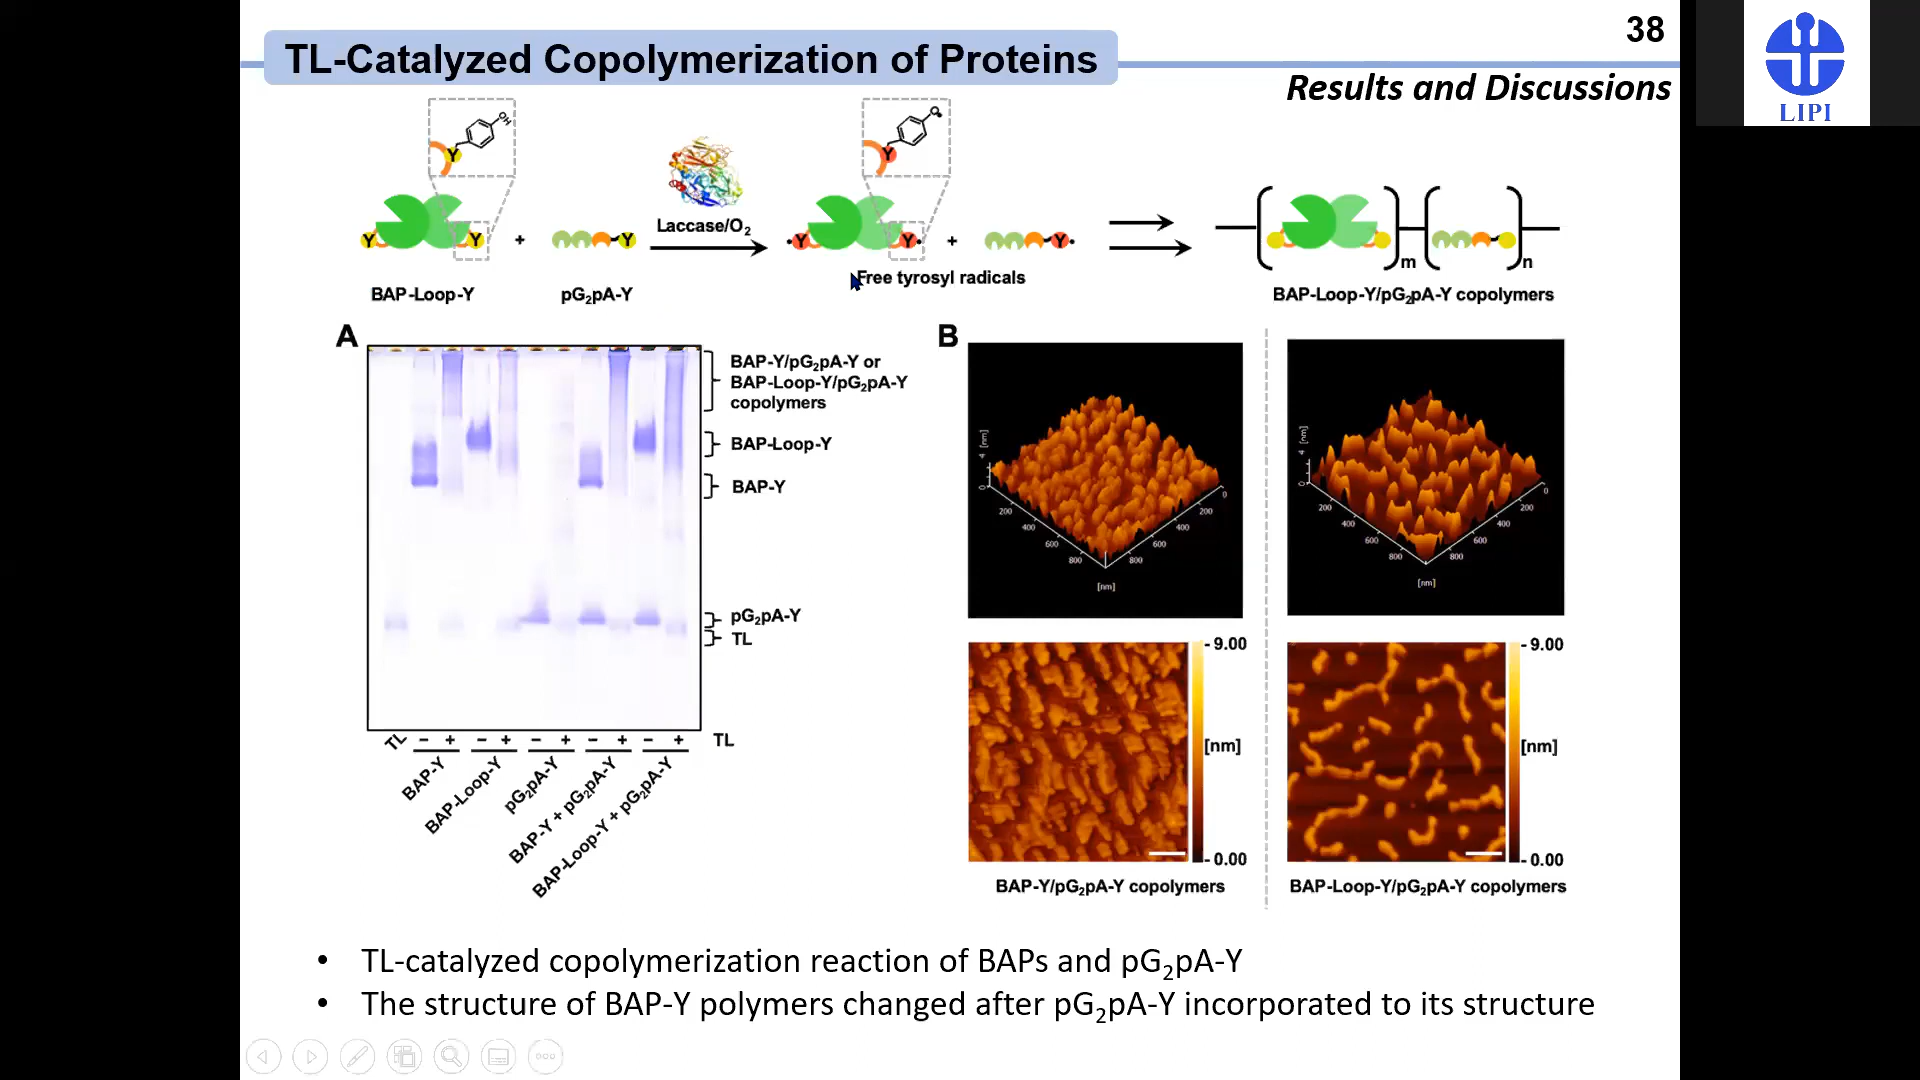 38
TL-Catalyzed Copolymerization of Proteins
Results and Discussions
LIPI
OH
Y
O•
Y
Laccase/O₂
Y
Y
+
Y
•Y
Y•
+
Y•
m
n
Free tyrosyl radicals
BAP-Loop-Y
pG₂pA-Y
BAP-Loop-Y/pG₂pA-Y copolymers
A
BAP-Y/pG₂pA-Y or
BAP-Loop-Y/pG₂pA-Y
copolymers
BAP-Loop-Y
BAP-Y
pG₂pA-Y
TL
TL
− + − + − + − + − +
TL
BAP-Y
BAP-Loop-Y
pG₂pA-Y
BAP-Y + pG₂pA-Y
BAP-Loop-Y + pG₂pA-Y
B
[nm]
4
0
200
400
600
800
[nm]
800
600
400
200
0
[nm]
4
0
200
400
600
800
[nm]
800
600
400
200
0
- 9.00
[nm]
- 0.00
- 9.00
[nm]
- 0.00
BAP-Y/pG₂pA-Y copolymers
BAP-Loop-Y/pG₂pA-Y copolymers
• TL-catalyzed copolymerization reaction of BAPs and pG₂pA-Y
• The structure of BAP-Y polymers changed after pG₂pA-Y incorporated to its structure